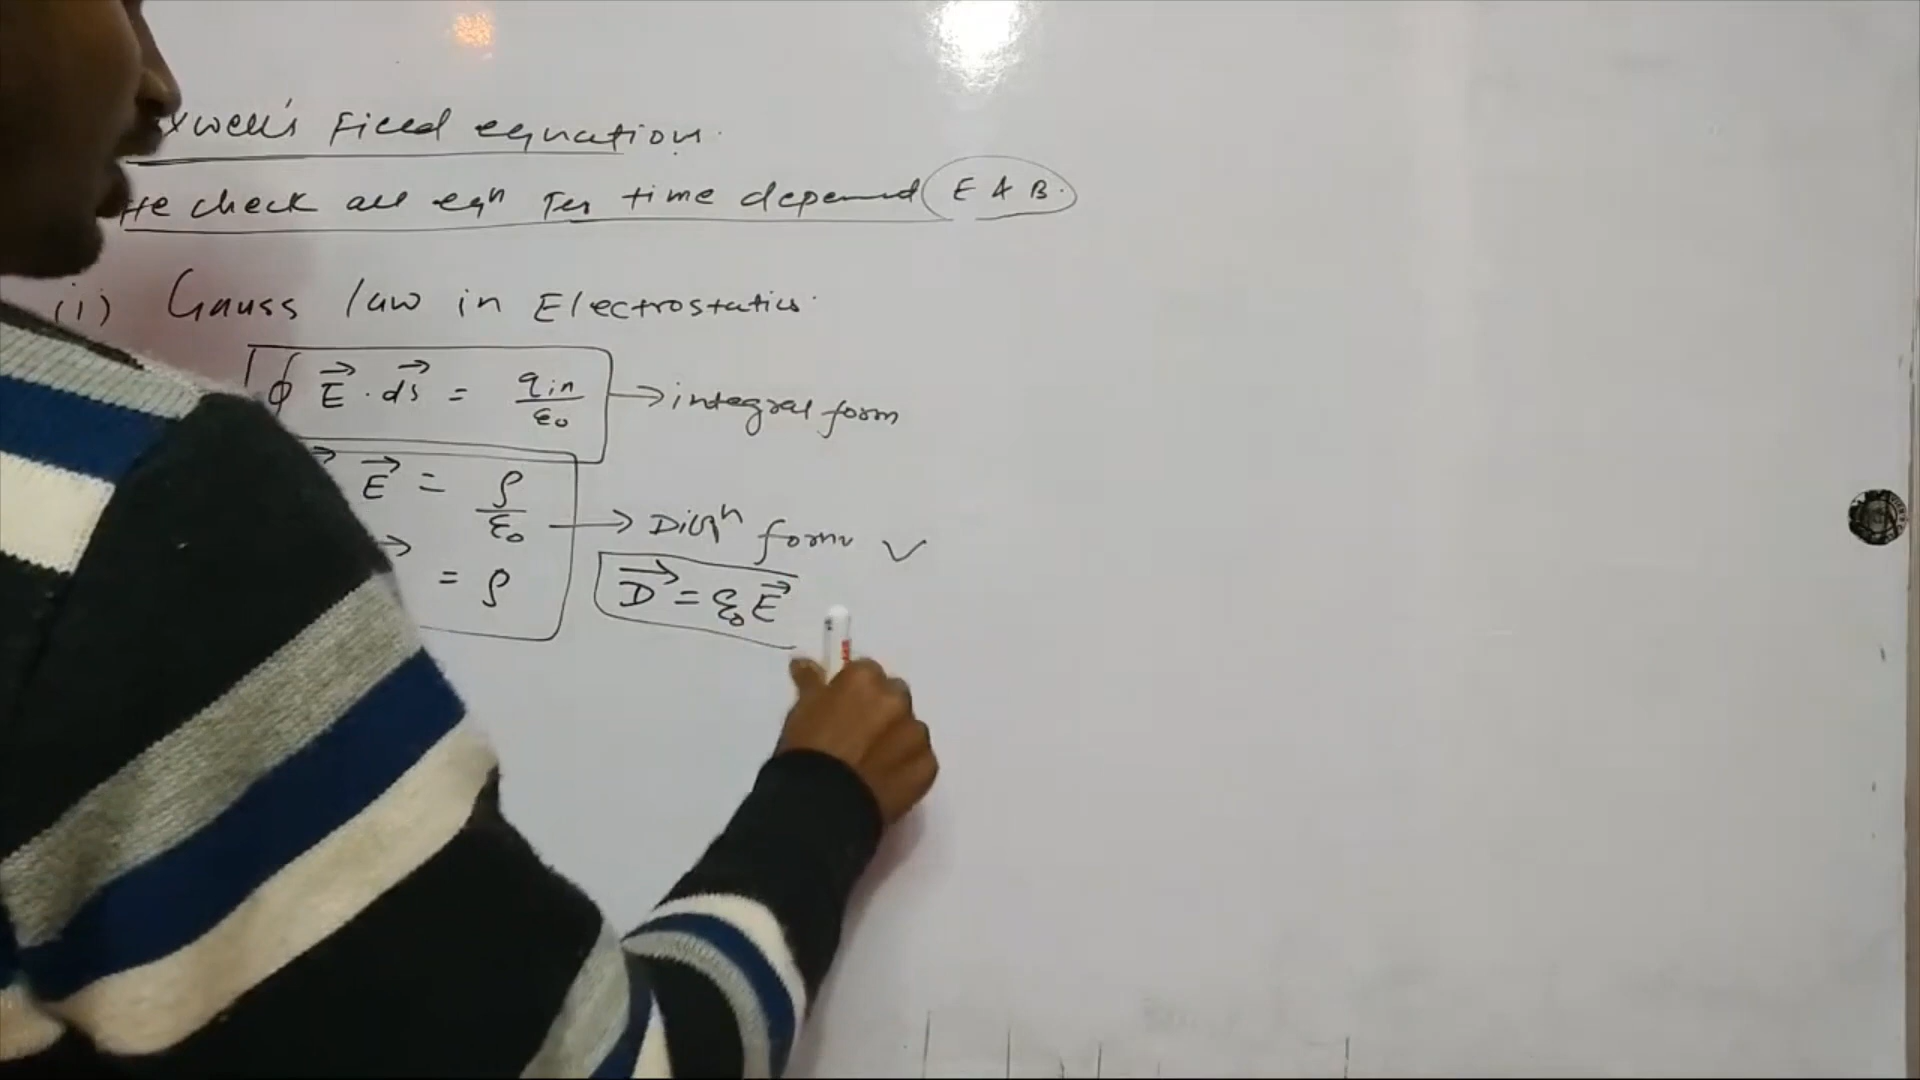 xwell's Field equation.
He check all eqn for time depend E & B.
(i) Gauss law in Electrostatics.
∮ E⃗ · ds⃗ = qin/ε0 → integral form
E⃗ = ρ/ε0 → Diffn form ✓
= ρ D⃗ = ε0E⃗